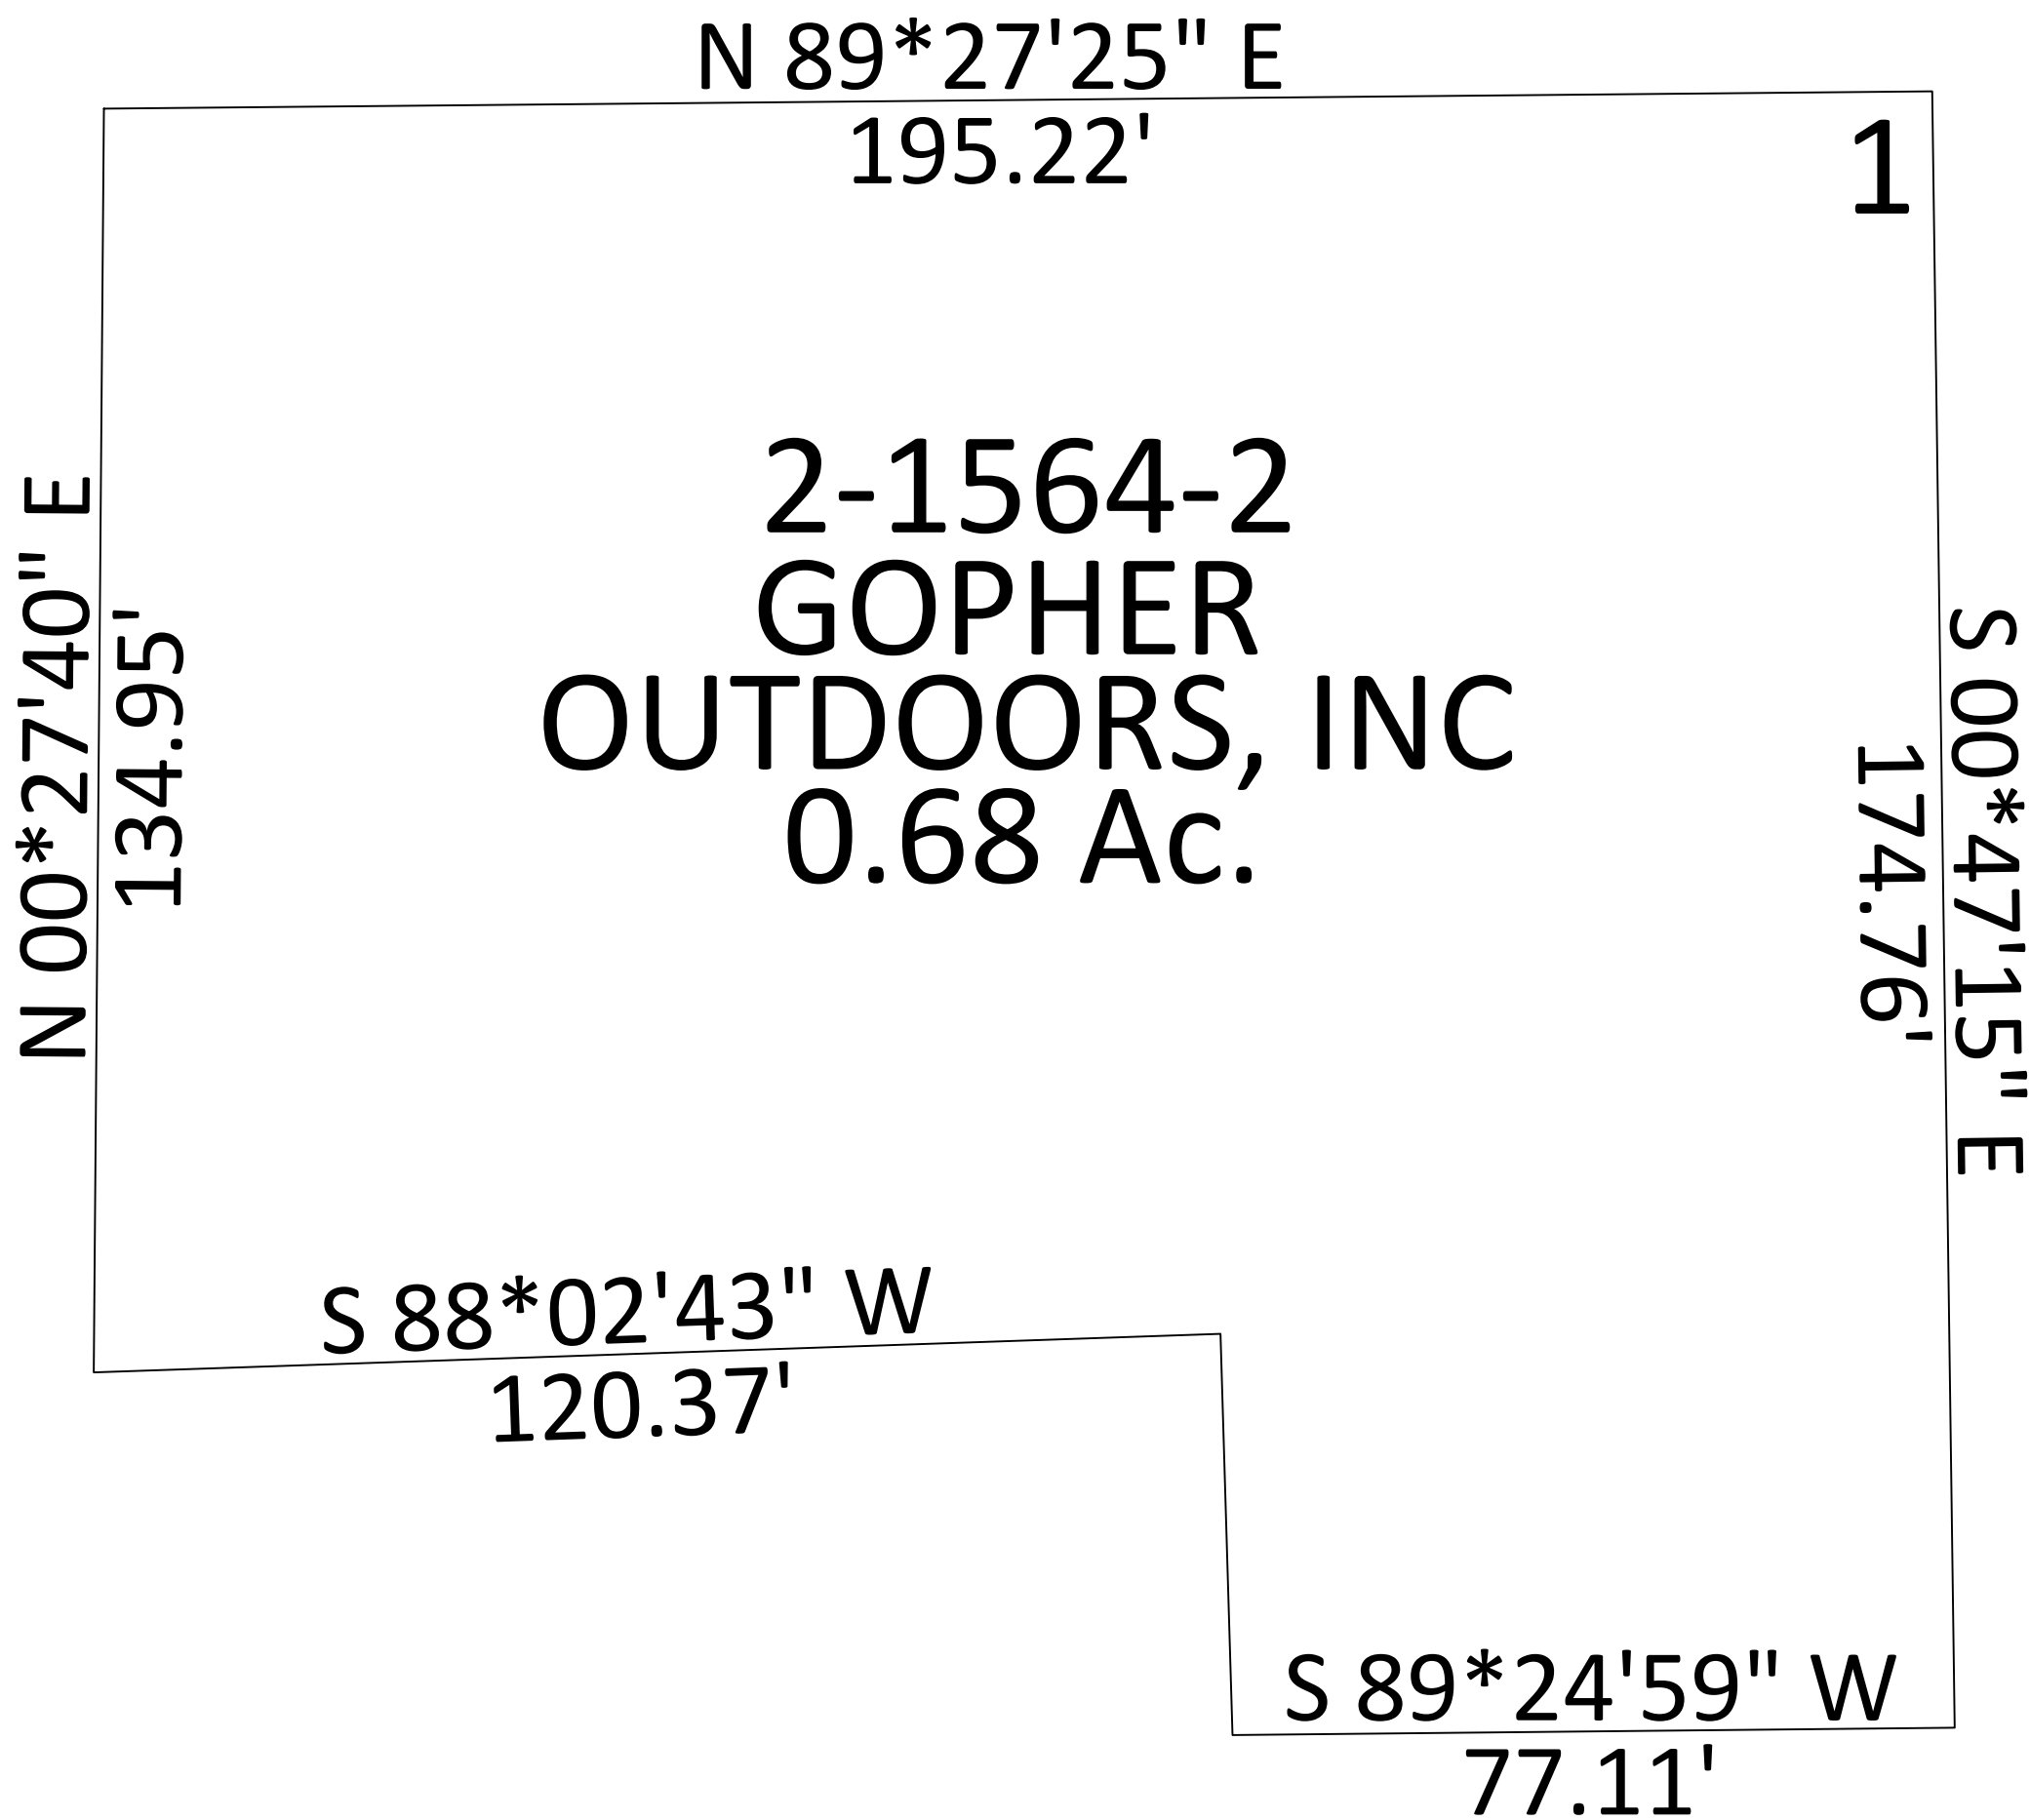 N 89*27'25" E
195.22'
1
2-1564-2
GOPHER
OUTDOORS, INC
0.68 Ac.
N 00*27'40" E
134.95'
S 00*47'15" E
174.76'
S 88*02'43" W
120.37'
S 89*24'59" W
77.11'